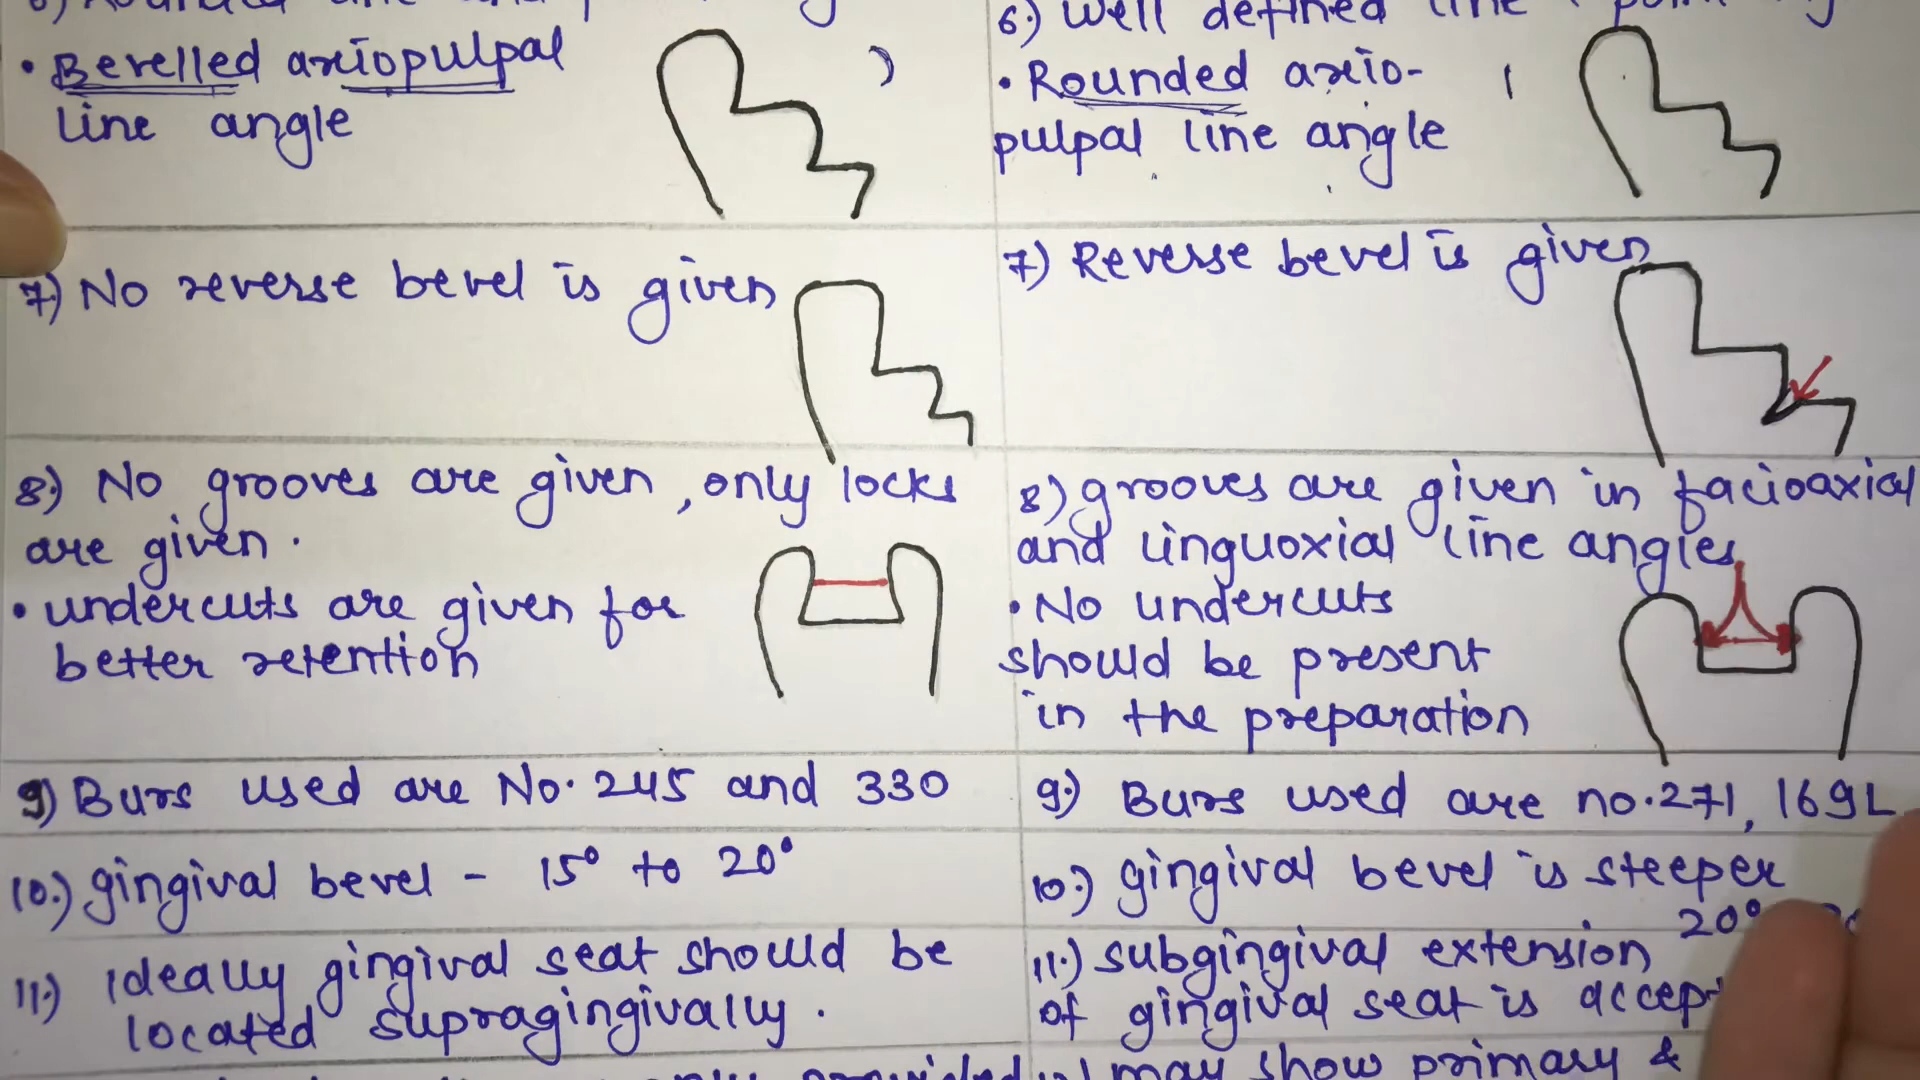 6.) Well defined line
• Bevelled axiopulpal
line angle
• Rounded axio-
pulpal line angle
7) No reverse bevel is given
7) Reverse bevel is given
8.) No grooves are given, only locks
are given.
• undercuts are given for
better retention
8) grooves are given in facioaxial
and linguoxial line angles
• No undercuts
should be present
in the preparation
9) Burs used are No. 245 and 330
9.) Burs used are no. 271, 169L
10.) gingival bevel - 15° to 20°
10.) gingival bevel is steeper
20°
11.) Ideally gingival seat should be
located supragingivally.
11.) subgingival extension
of gingival seat is accep
may show primary &